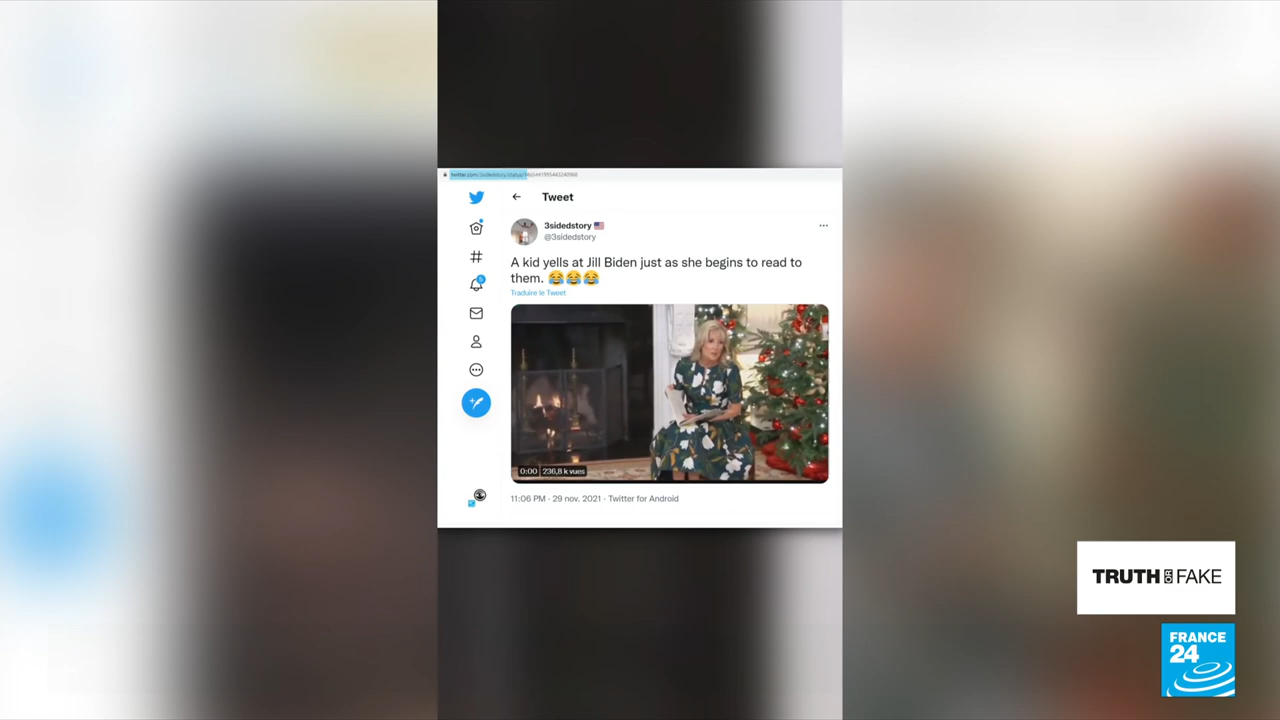 Tweet
3sidedstory 🇺🇸
@3sidedstory
A kid yells at Jill Biden just as she begins to read to
them. 😂😂😂
Traduire le Tweet
0:00 236,8 k vues
11:06 PM · 29 nov. 2021 · Twitter for Android
TRUTH OR FAKE
FRANCE
24